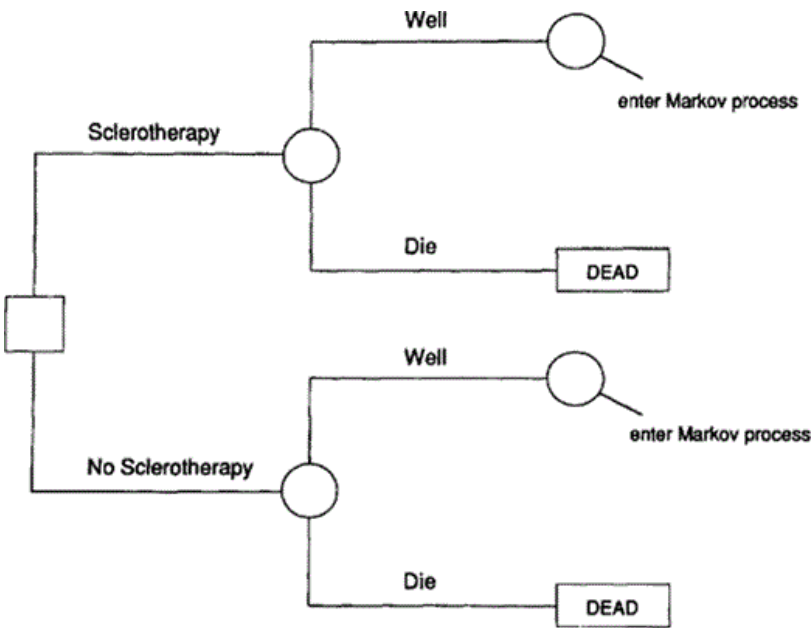 Well
enter Markov process
Sclerotherapy
Die
DEAD
Well
enter Markov process
No Sclerotherapy
Die
DEAD